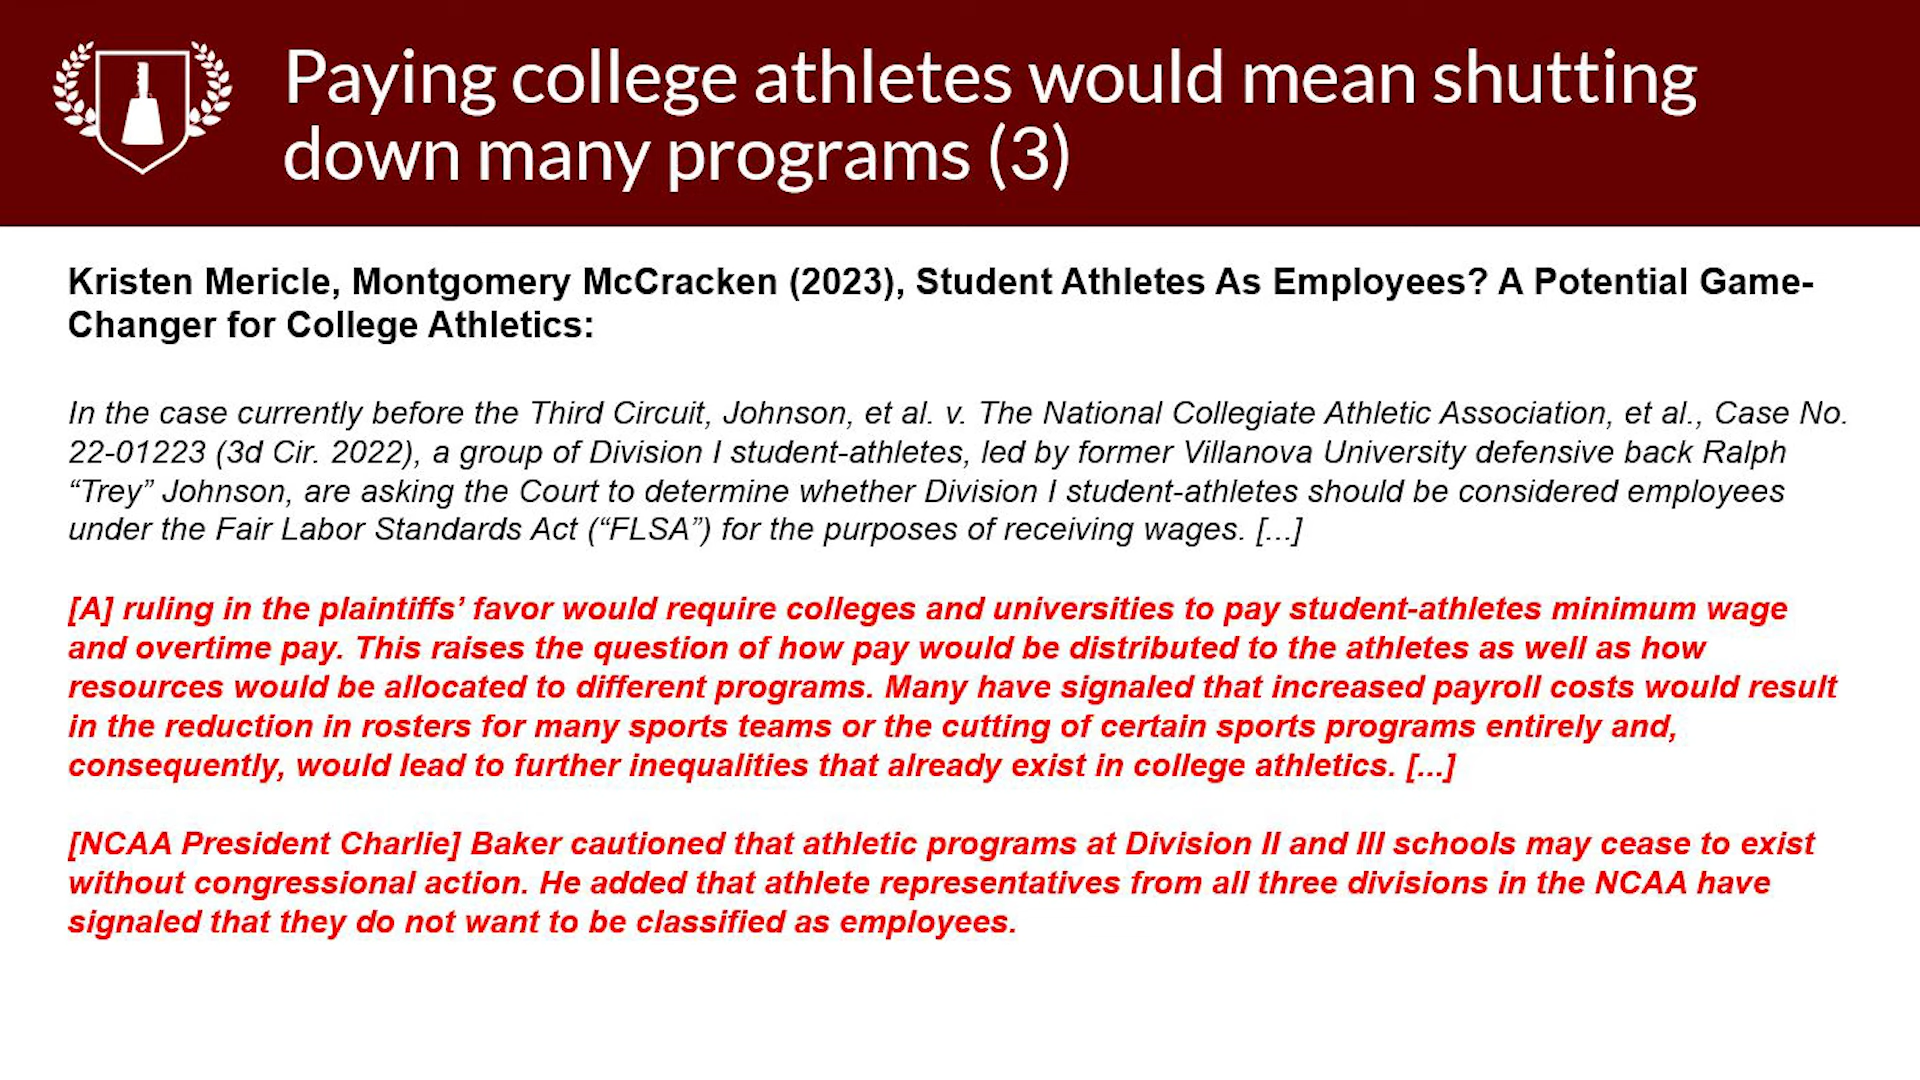 Paying college athletes would mean shutting
down many programs (3)
Kristen Mericle, Montgomery McCracken (2023), Student Athletes As Employees? A Potential Game-
Changer for College Athletics:
In the case currently before the Third Circuit, Johnson, et al. v. The National Collegiate Athletic Association, et al., Case No.
22-01223 (3d Cir. 2022), a group of Division I student-athletes, led by former Villanova University defensive back Ralph
“Trey” Johnson, are asking the Court to determine whether Division I student-athletes should be considered employees
under the Fair Labor Standards Act (“FLSA”) for the purposes of receiving wages. [...]
[A] ruling in the plaintiffs’ favor would require colleges and universities to pay student-athletes minimum wage
and overtime pay. This raises the question of how pay would be distributed to the athletes as well as how
resources would be allocated to different programs. Many have signaled that increased payroll costs would result
in the reduction in rosters for many sports teams or the cutting of certain sports programs entirely and,
consequently, would lead to further inequalities that already exist in college athletics. [...]
[NCAA President Charlie] Baker cautioned that athletic programs at Division II and III schools may cease to exist
without congressional action. He added that athlete representatives from all three divisions in the NCAA have
signaled that they do not want to be classified as employees.